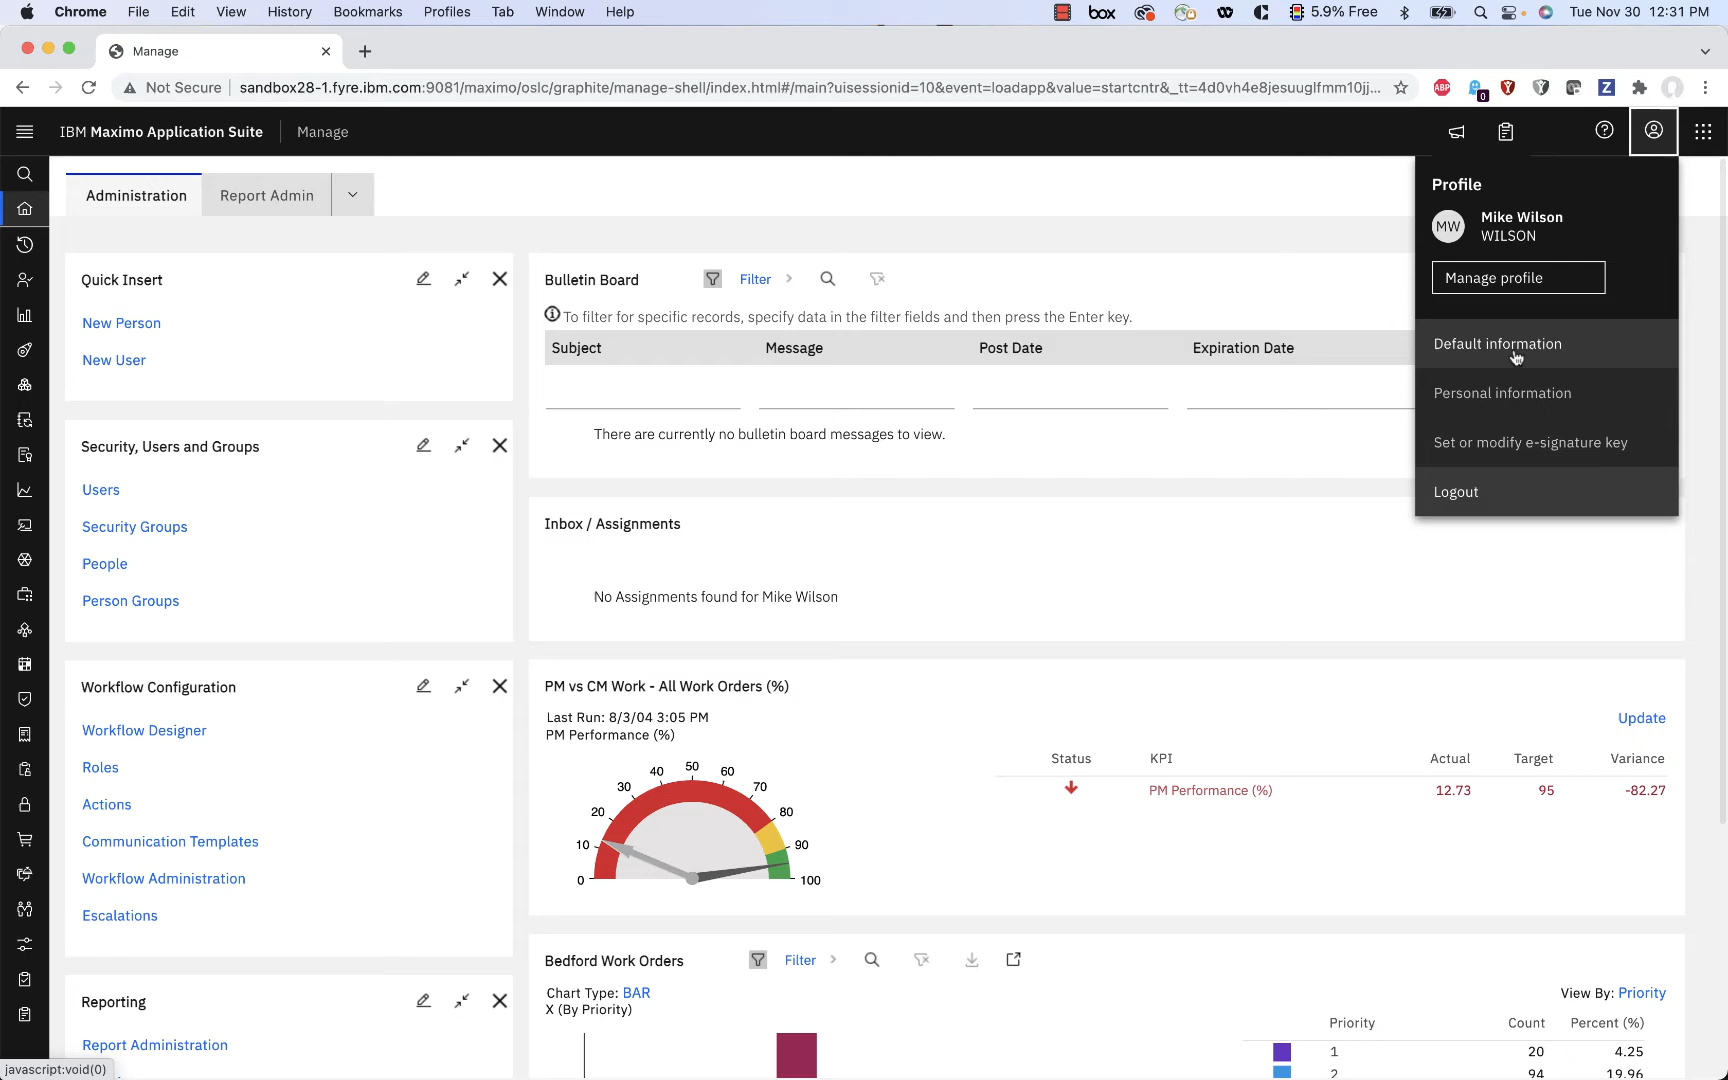 Chrome File Edit View History Bookmarks Profiles Tab Window Help box 5.9% Free Tue Nov 30 12:31 PM
Manage
Not Secure sandbox28-1.fyre.ibm.com:9081/maximo/oslc/graphite/manage-shell/index.html#/main?uisessionid=10&event=loadapp&value=startcntr&_tt=4d0vh4e8jesuuglfmm10jj... ABP 0 Z
IBM Maximo Application Suite Manage
Administration Report Admin
Profile
MW Mike Wilson
WILSON
Manage profile
Default information
Personal information
Set or modify e-signature key
Logout
Quick Insert
New Person
New User
Bulletin Board Filter
To filter for specific records, specify data in the filter fields and then press the Enter key.
Subject Message Post Date Expiration Date
There are currently no bulletin board messages to view.
Security, Users and Groups
Users
Security Groups
People
Person Groups
Inbox / Assignments
No Assignments found for Mike Wilson
Workflow Configuration
Workflow Designer
Roles
Actions
Communication Templates
Workflow Administration
Escalations
PM vs CM Work - All Work Orders (%)
Last Run: 8/3/04 3:05 PM
PM Performance (%)
Update
0 10 20 30 40 50 60 70 80 90 100
Status KPI Actual Target Variance
PM Performance (%) 12.73 95 -82.27
Reporting
Report Administration
Bedford Work Orders Filter
Chart Type: BAR
X (By Priority)
View By: Priority
Priority Count Percent (%)
1 20 4.25
2 94 19.96
javascript:void(0)